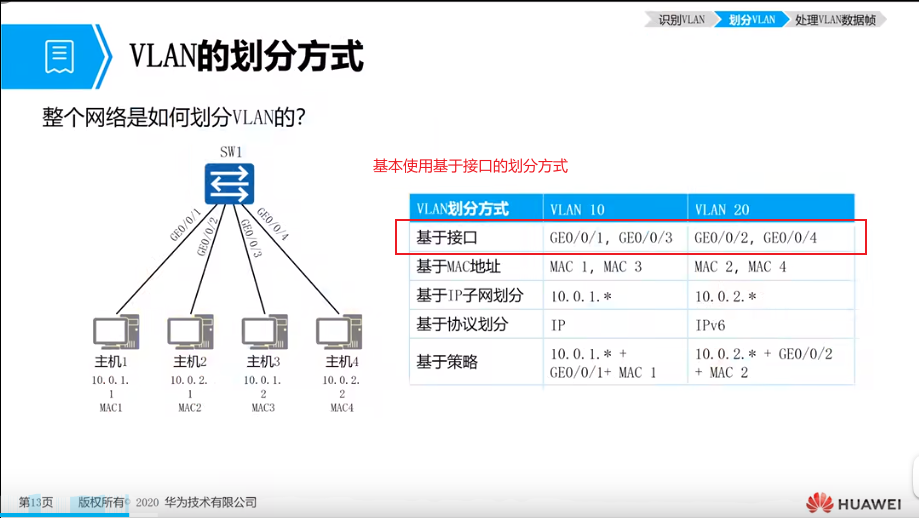 识别VLAN 划分VLAN 处理VLAN数据帧
VLAN的划分方式
整个网络是如何划分VLAN的?
SW1
GE0/0/1
GE0/0/2
GE0/0/3
GE0/0/4
主机1 主机2 主机3 主机4
10.0.1. 10.0.2. 10.0.1. 10.0.2.
1 1 2 2
MAC1 MAC2 MAC3 MAC4
基本使用基于接口的划分方式
VLAN划分方式 VLAN 10 VLAN 20
基于接口 GE0/0/1, GE0/0/3 GE0/0/2, GE0/0/4
基于MAC地址 MAC 1, MAC 3 MAC 2, MAC 4
基于IP子网划分 10.0.1.* 10.0.2.*
基于协议划分 IP IPv6
基于策略 10.0.1.* + 10.0.2.* + GE0/0/2
GE0/0/1+ MAC 1 + MAC 2
第13页 版权所有© 2020 华为技术有限公司
HUAWEI